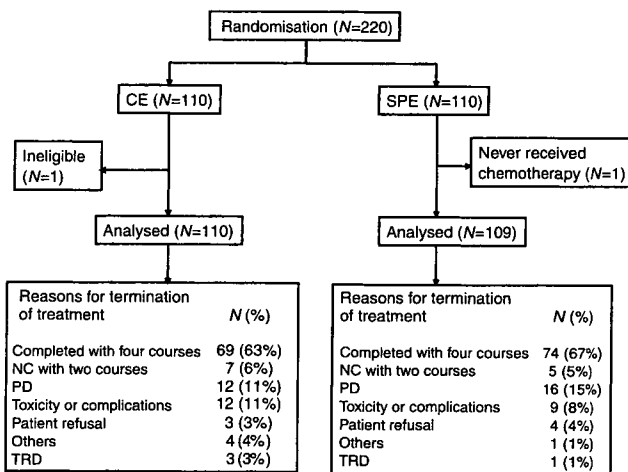 Randomisation (N=220)
CE (N=110)
SPE (N=110)
Ineligible
(N=1)
Never received
chemotherapy (N=1)
Analysed (N=110)
Analysed (N=109)
Reasons for termination
of treatment N (%)
Completed with four courses 69 (63%)
NC with two courses 7 (6%)
PD 12 (11%)
Toxicity or complications 12 (11%)
Patient refusal 3 (3%)
Others 4 (4%)
TRD 3 (3%)
Reasons for termination
of treatment N (%)
Completed with four courses 74 (67%)
NC with two courses 5 (5%)
PD 16 (15%)
Toxicity or complications 9 (8%)
Patient refusal 4 (4%)
Others 1 (1%)
TRD 1 (1%)